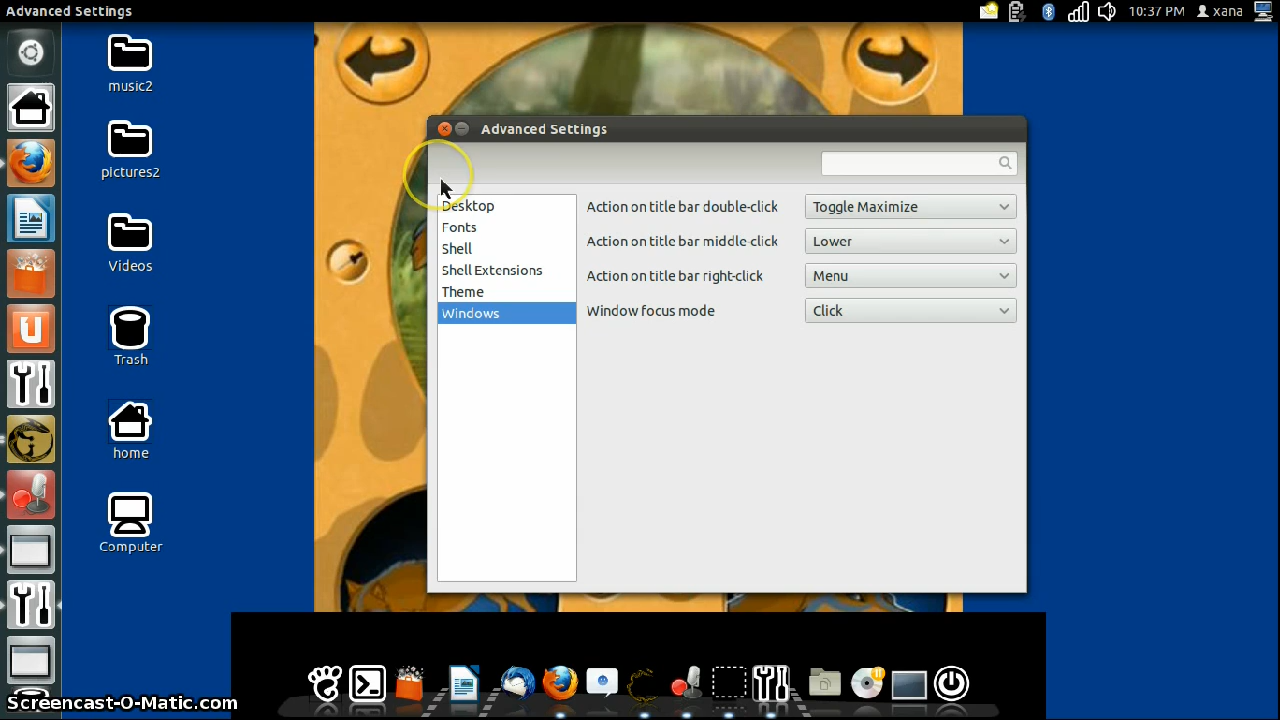 Advanced Settings
10:37 PM xana
music2
pictures2
Videos
Trash
home
Computer
Advanced Settings
Desktop
Fonts
Shell
Shell Extensions
Theme
Windows
Action on title bar double-click Toggle Maximize
Action on title bar middle-click Lower
Action on title bar right-click Menu
Window focus mode Click
Screencast-O-Matic.com